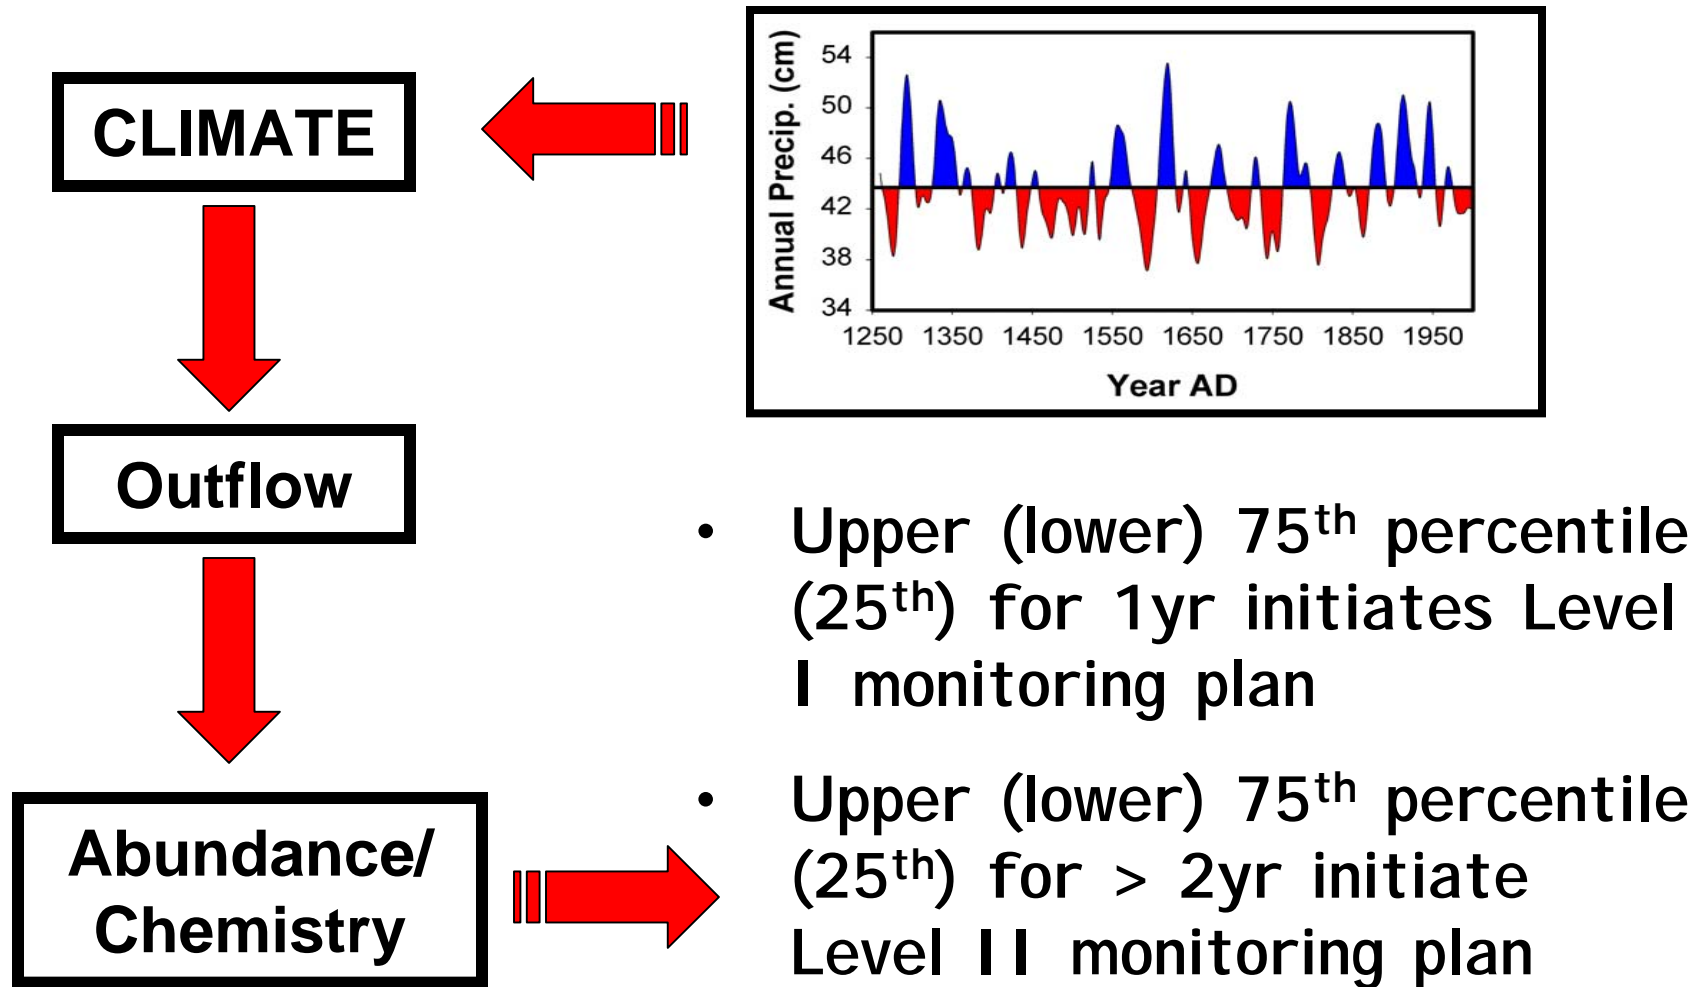 CLIMATE
Outflow
Abundance/
Chemistry
Annual Precip. (cm)
54
50
46
42
38
34
1250 1350 1450 1550 1650 1750 1850 1950
Year AD
• Upper (lower) 75th percentile
(25th) for 1yr initiates Level
I monitoring plan
• Upper (lower) 75th percentile
(25th) for > 2yr initiate
Level II monitoring plan